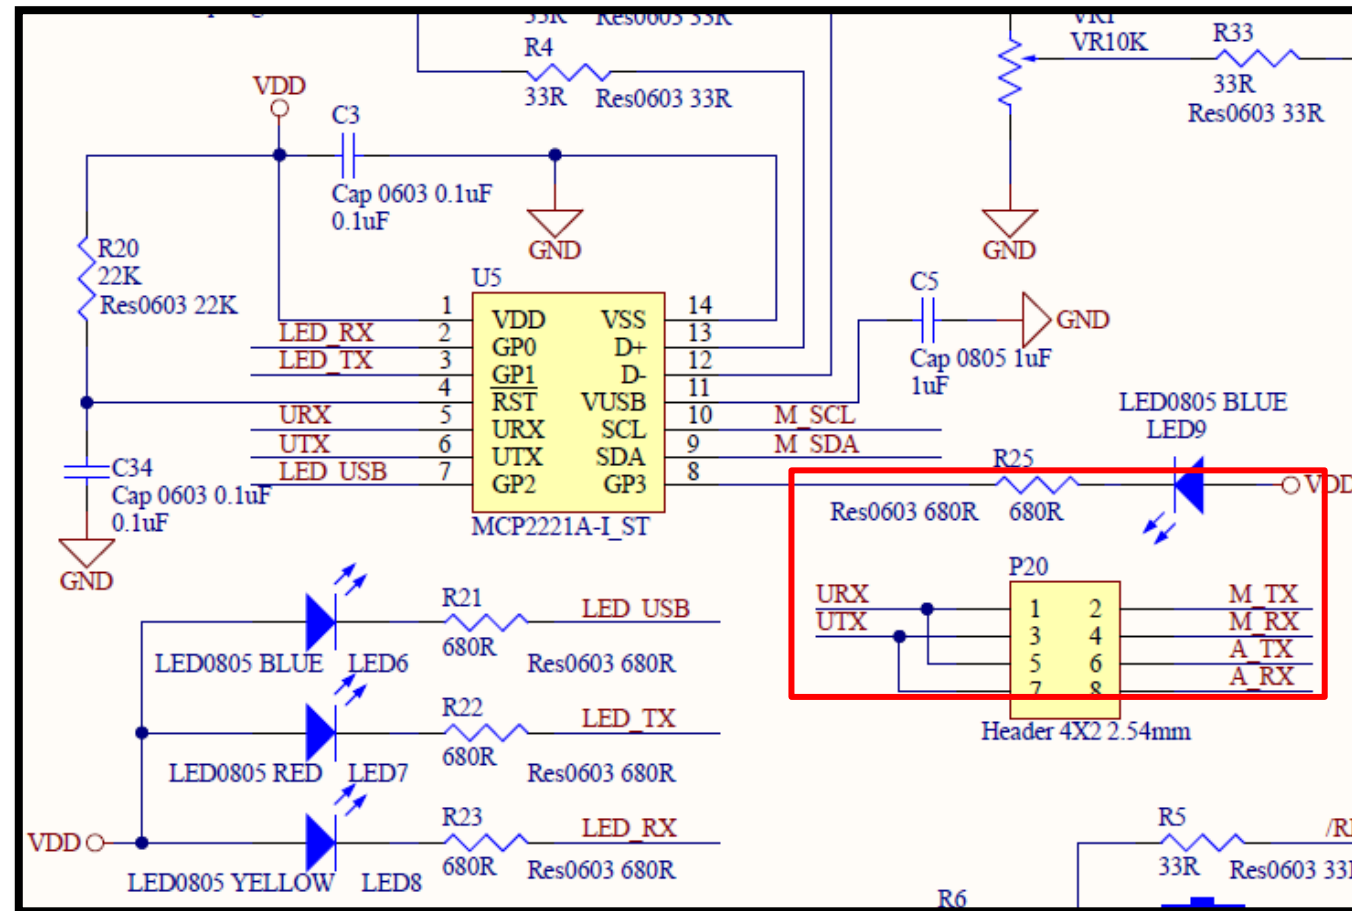 33R Res0603 33R
R4
33R Res0603 33R
VR1
VR10K
R33
33R
Res0603 33R
VDD
C3
Cap 0603 0.1uF
0.1uF
GND
GND
R20
22K
Res0603 22K
U5
C5
GND
Cap 0805 1uF
1uF
1 VDD VSS 14
LED_RX 2 GP0 D+ 13
LED_TX 3 GP1 D- 12
4 RST VUSB 11
URX 5 URX SCL 10 M_SCL
UTX 6 UTX SDA 9 M_SDA
LED_USB 7 GP2 GP3 8
MCP2221A-I_ST
LED0805 BLUE
LED9
R25
Res0603 680R 680R
VDD
C34
Cap 0603 0.1uF
0.1uF
GND
P20
URX 1 2 M_TX
UTX 3 4 M_RX
5 6 A_TX
7 8 A_RX
Header 4X2 2.54mm
R21 LED_USB
680R
LED0805 BLUE LED6 Res0603 680R
R22 LED_TX
680R
LED0805 RED LED7 Res0603 680R
R23 LED_RX
VDD
680R Res0603 680R
LED0805 YELLOW LED8
R5
33R
R6